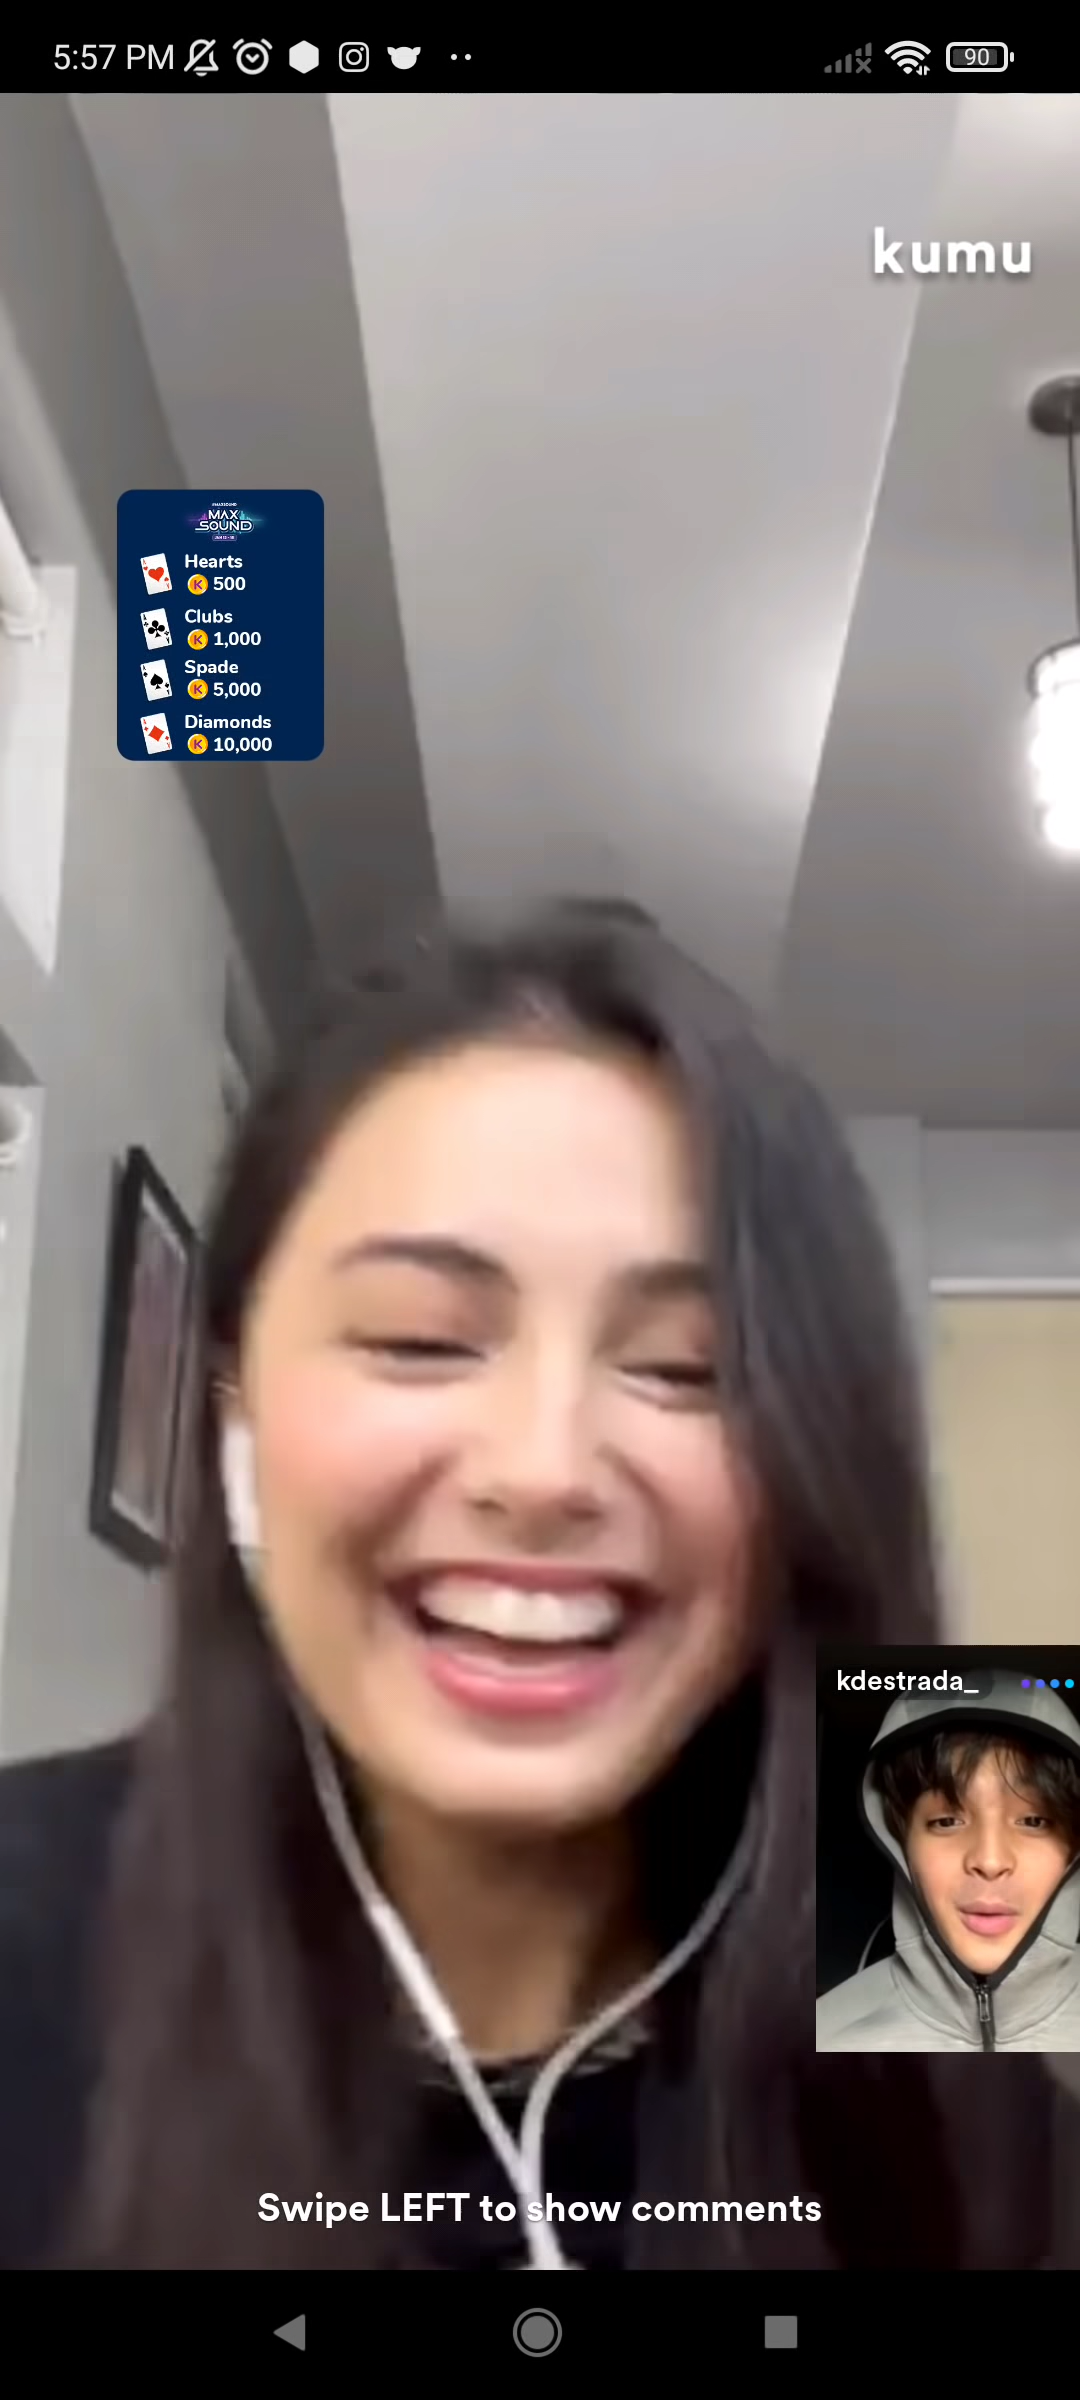 5:57 PM
90
kumu
#MAXSOUND
MAX
SOUND
Hearts
K 500
Clubs
K 1,000
Spade
K 5,000
Diamonds
K 10,000
kdestrada_
Swipe LEFT to show comments